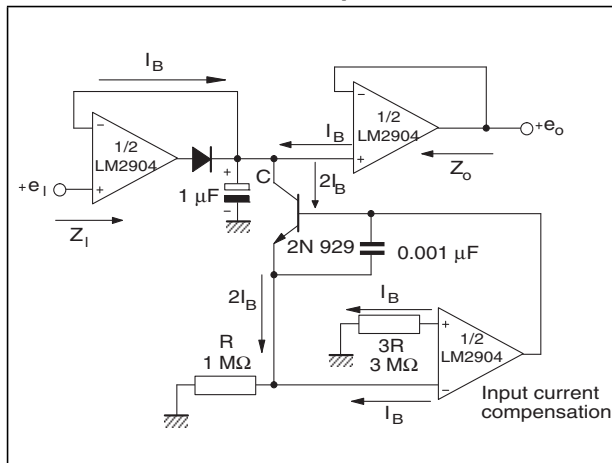 I_B
−
1/2
LM2904
+
+e_I
Z_I
+
1 μF
−
C
I_B
2I_B
−
1/2
LM2904
+
+e_o
Z_o
2N 929
0.001 μF
2I_B
R
1 MΩ
I_B
3R
3 MΩ
+
1/2
LM2904
−
I_B
Input current
compensation